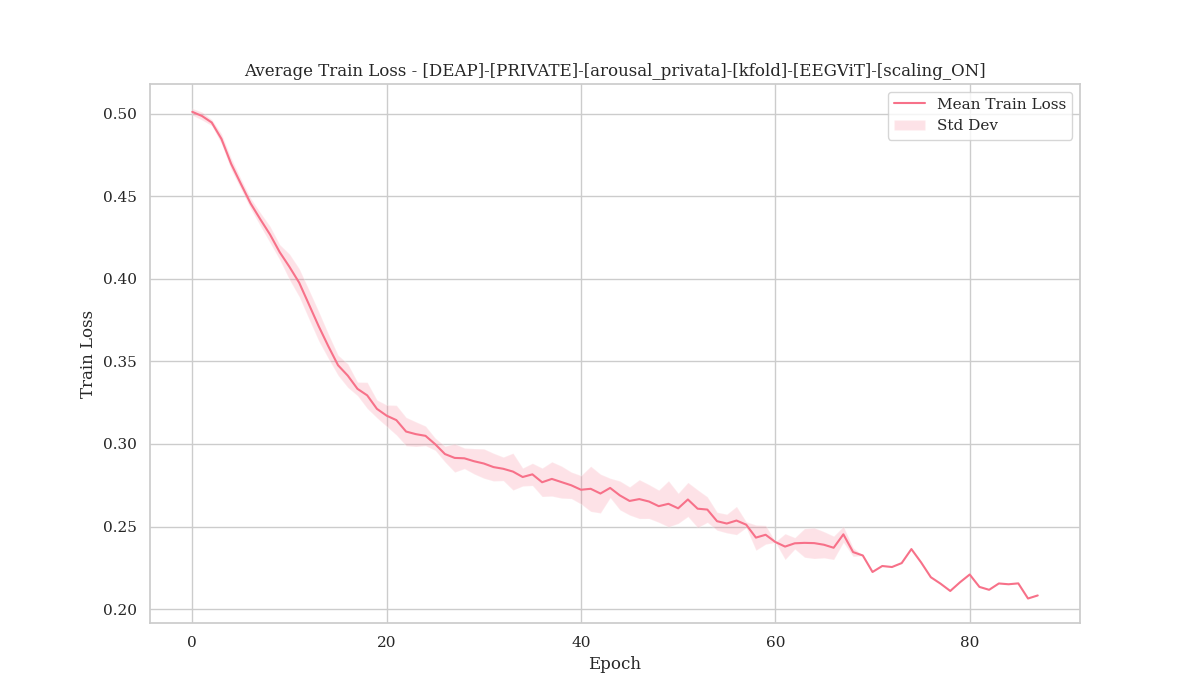 Average Train Loss - [DEAP]-[PRIVATE]-[arousal_privata]-[kfold]-[EEGViT]-[scaling_ON]
Mean Train Loss
Std Dev
0.50
0.45
0.40
0.35
0.30
0.25
0.20
Train Loss
0 20 40 60 80
Epoch